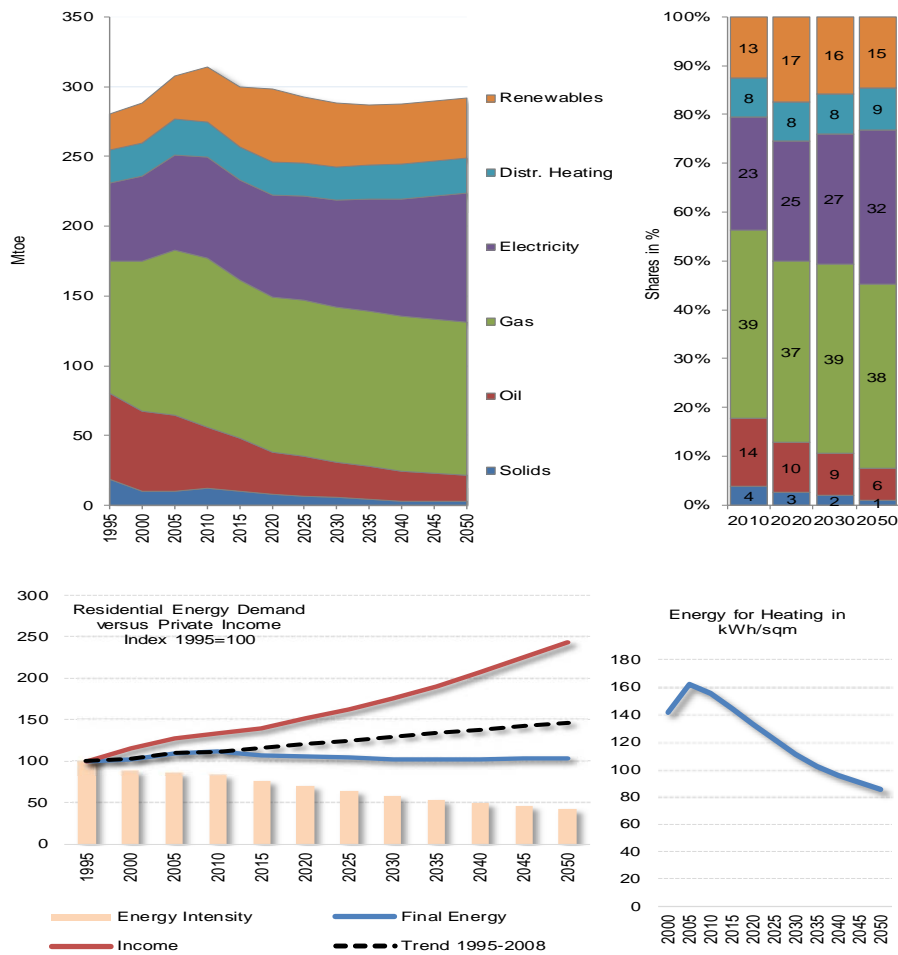 350
300
250
200
150
100
50
0
Mtoe
1995
2000
2005
2010
2015
2020
2025
2030
2035
2040
2045
2050
Renewables
Distr. Heating
Electricity
Gas
Oil
Solids
100%
90%
80%
70%
60%
50%
40%
30%
20%
10%
0%
Shares in %
13 17 16 15
8 8 8 9
23 25 27 32
39 37 39 38
14 10 9 6
4 3 2 1
2010 2020 2030 2050
Residential Energy Demand
versus Private Income
Index 1995=100
300
250
200
150
100
50
0
1995
2000
2005
2010
2015
2020
2025
2030
2035
2040
2045
2050
Energy Intensity
Final Energy
Income
Trend 1995-2008
Energy for Heating in
kWh/sqm
180
160
140
120
100
80
60
40
20
0
2000
2005
2010
2015
2020
2025
2030
2035
2040
2045
2050